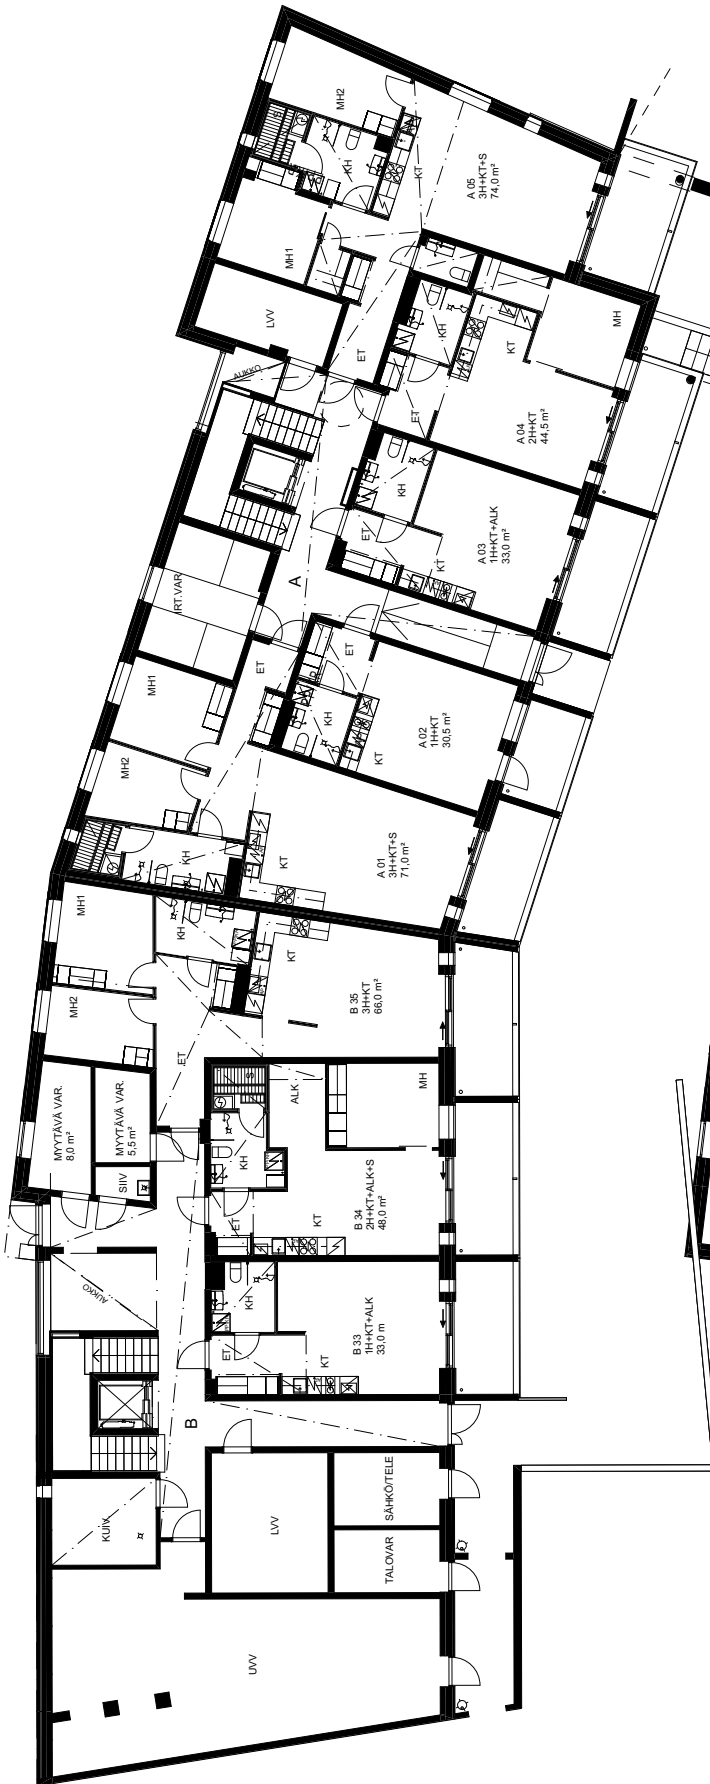 MH2
S
KH
KT
A 05
3H+KT+S
74,0 m²
MH1
LVV
ET
KH
KT
MH
AUKKO
ET
A 04
2H+KT
44,5 m²
KH
ET
KT
A 03
1H+KT+ALK
33,0 m²
IRT.VAR.
A
ET
ET
KH
KT
A 02
1H+KT
30,5 m²
MH1
MH2
KH
KT
A 01
3H+KT+S
71,0 m²
MH1
KH
KT
MH2
ET
B 35
3H+KT
66,0 m²
MYYTÄVÄ VAR.
8,0 m²
MYYTÄVÄ VAR.
5,5 m²
SIIV
S
ALK
MH
KH
ET
KT
B 34
2H+KT+ALK+S
48,0 m²
AUKKO
KH
ET
KT
B 33
1H+KT+ALK
33,0 m
B
KUIV
LVV
SÄHKÖ/TELE
TALOVAR
UVV